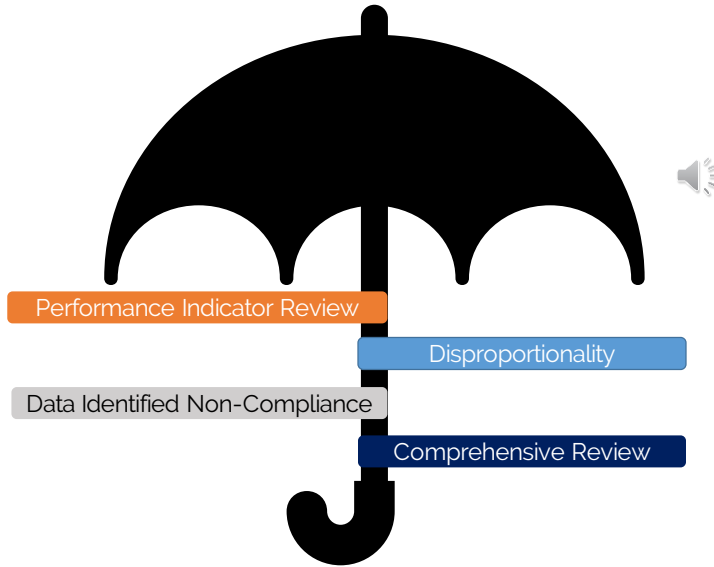 Performance Indicator Review
Disproportionality
Data Identified Non-Compliance
Comprehensive Review